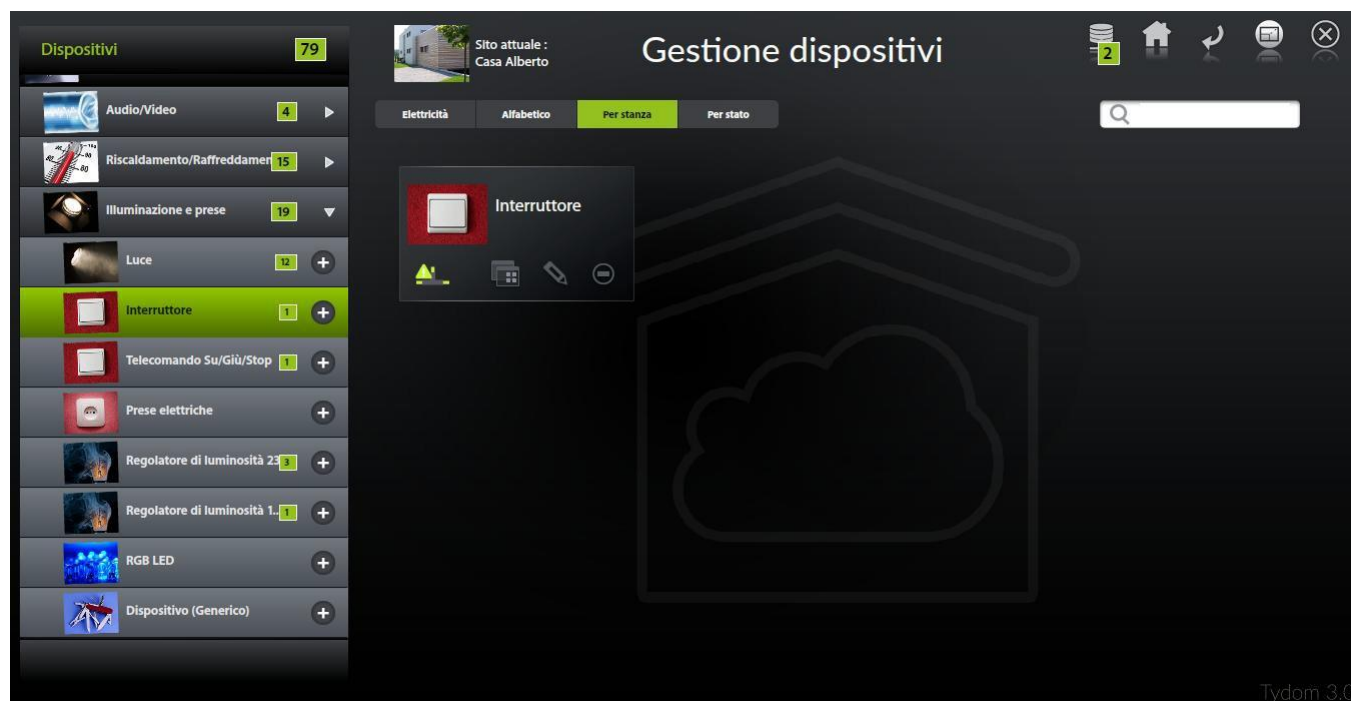 Dispositivi
79
Audio/Video
4
Riscaldamento/Raffreddamen
15
Illuminazione e prese
19
Luce
12
Interruttore
1
Telecomando Su/Giù/Stop
1
Prese elettriche
Regolatore di luminosità 23
3
Regolatore di luminosità 1..
1
RGB LED
Dispositivo (Generico)
Sito attuale :
Casa Alberto
Gestione dispositivi
2
Elettricità
Alfabetico
Per stanza
Per stato
Interruttore
Tydom 3.0